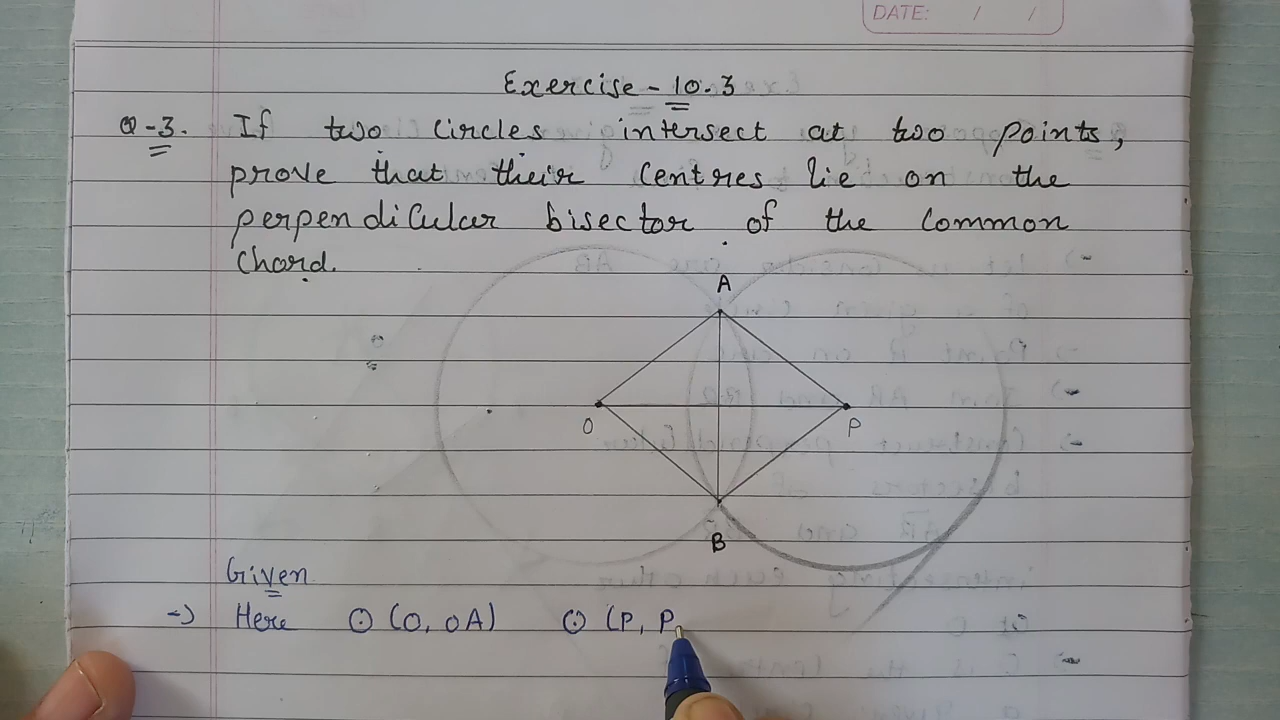 DATE: / /
Exercise - 10.3
Q-3. If two circles intersect at two points,
prove that their centres lie on the
perpendicular bisector of the common
chord.
A
O
P
B
Given
-) Here ⊙ (O, OA) ⊙ (P, P